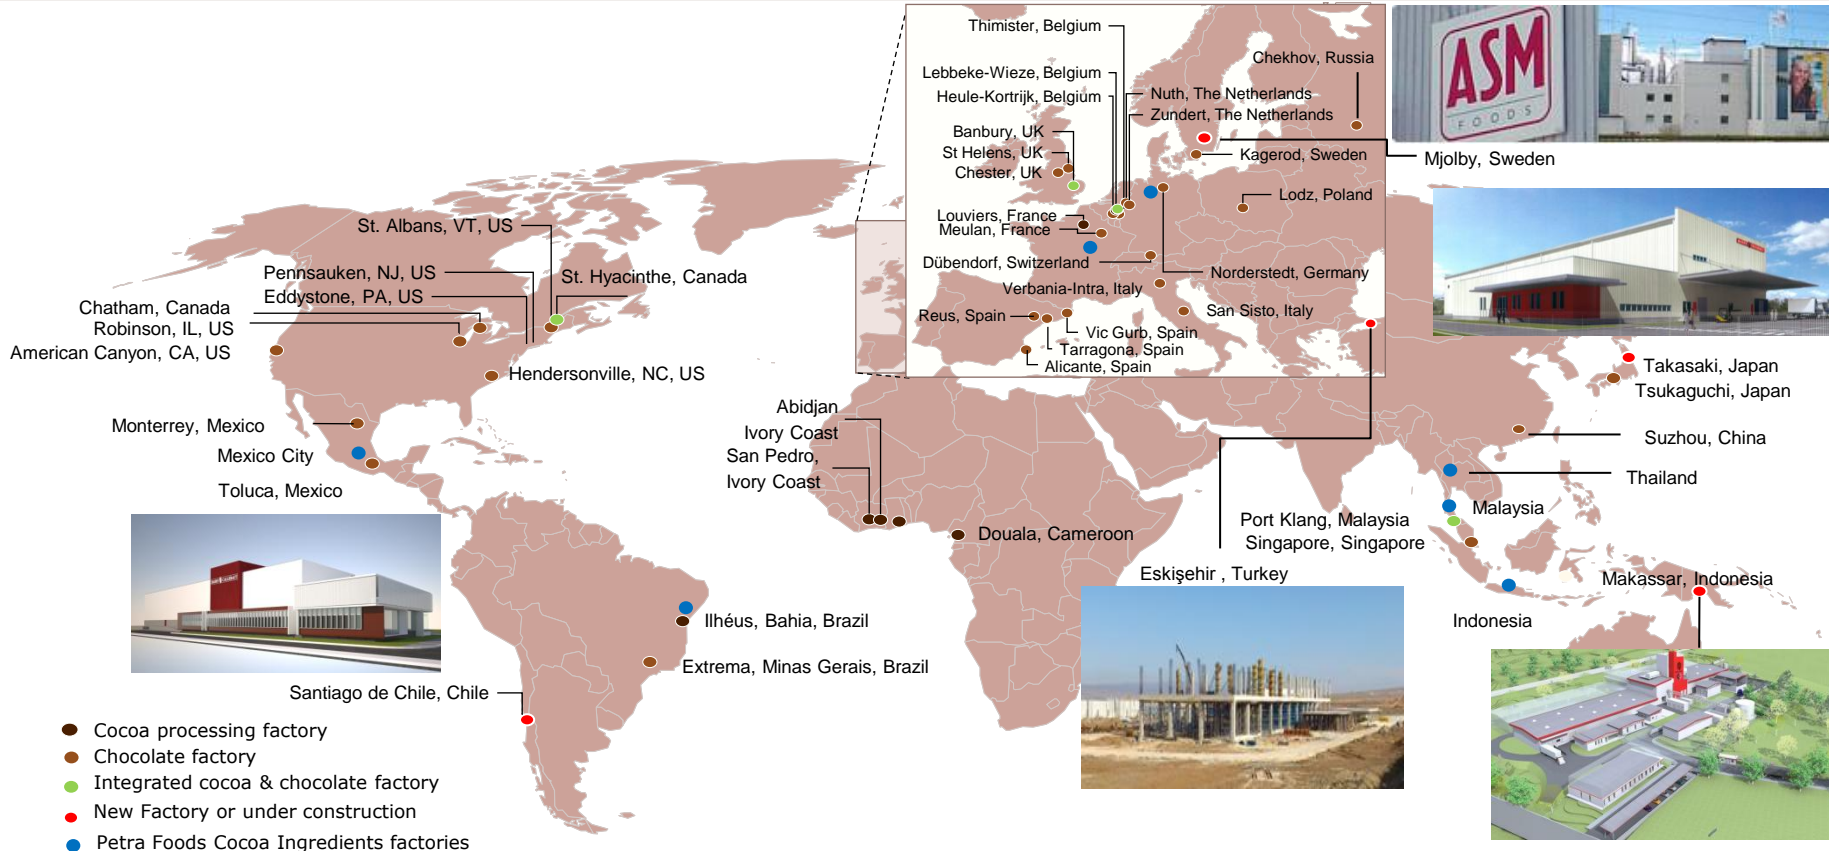 Thimister, Belgium
Chekhov, Russia
Lebbeke-Wieze, Belgium
Nuth, The Netherlands
Heule-Kortrijk, Belgium
Zundert, The Netherlands
Banbury, UK
St Helens, UK
Kagerod, Sweden
Chester, UK
Mjolby, Sweden
ASM
FOODS
Lodz, Poland
Louviers, France
Meulan, France
Dübendorf, Switzerland
Norderstedt, Germany
Verbania-Intra, Italy
San Sisto, Italy
Reus, Spain
Vic Gurb, Spain
Tarragona, Spain
Alicante, Spain
St. Albans, VT, US
Pennsauken, NJ, US
St. Hyacinthe, Canada
Eddystone, PA, US
Chatham, Canada
Robinson, IL, US
American Canyon, CA, US
Hendersonville, NC, US
Takasaki, Japan
Tsukaguchi, Japan
Monterrey, Mexico
Mexico City
Toluca, Mexico
Abidjan
Ivory Coast
San Pedro,
Ivory Coast
Suzhou, China
Thailand
Malaysia
Port Klang, Malaysia
Singapore, Singapore
Douala, Cameroon
Eskişehir , Turkey
Makassar, Indonesia
Indonesia
Ilhéus, Bahia, Brazil
Extrema, Minas Gerais, Brazil
Santiago de Chile, Chile
Cocoa processing factory
Chocolate factory
Integrated cocoa & chocolate factory
New Factory or under construction
Petra Foods Cocoa Ingredients factories